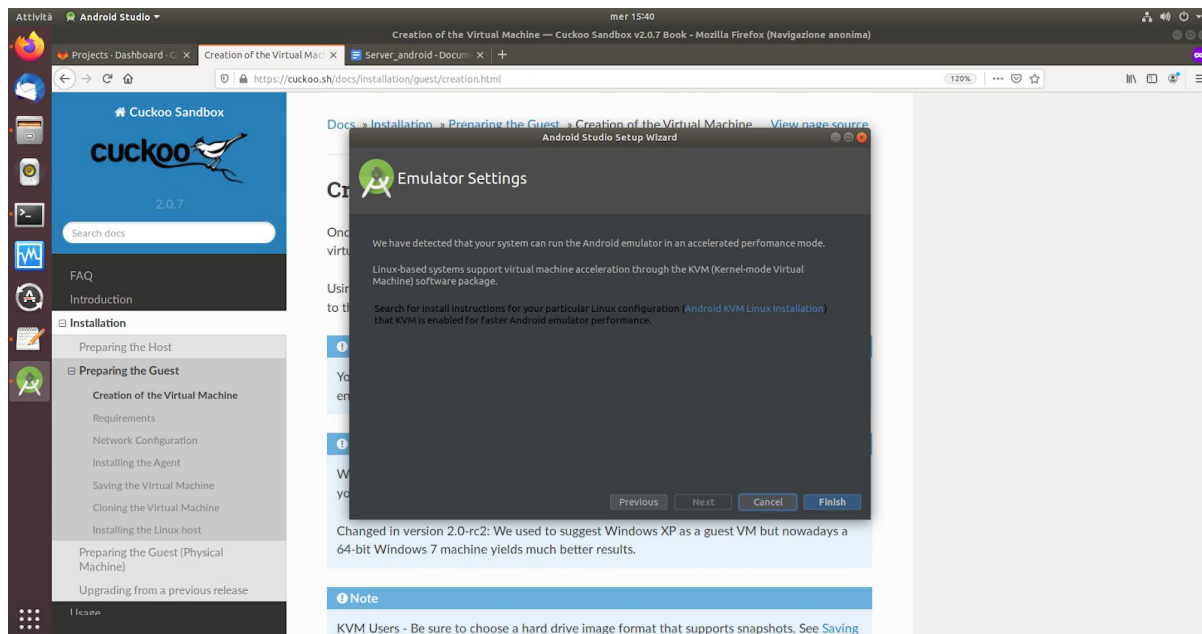 Attività
Android Studio
mer 15:40
Creation of the Virtual Machine — Cuckoo Sandbox v2.0.7 Book - Mozilla Firefox (Navigazione anonima)
Projects · Dashboard · G
Creation of the Virtual Mac
Server_android - Docum
https://cuckoo.sh/docs/installation/guest/creation.html
120%
Cuckoo Sandbox
cuckoo
2.0.7
Search docs
FAQ
Introduction
Installation
Preparing the Host
Preparing the Guest
Creation of the Virtual Machine
Requirements
Network Configuration
Installing the Agent
Saving the Virtual Machine
Cloning the Virtual Machine
Installing the Linux host
Preparing the Guest (Physical
Machine)
Upgrading from a previous release
Usage
Docs » Installation » Preparing the Guest » Creation of the Virtual Machine View page source
Cr
Onc
virtu
Usin
to th
Yo
en
W
yo
Android Studio Setup Wizard
Emulator Settings
We have detected that your system can run the Android emulator in an accelerated perfomance mode.
Linux-based systems support virtual machine acceleration through the KVM (Kernel-mode Virtual
Machine) software package.
Search for install instructions for your particular Linux configuration (Android KVM Linux Installation)
that KVM is enabled for faster Android emulator performance.
Previous
Next
Cancel
Finish
Changed in version 2.0-rc2: We used to suggest Windows XP as a guest VM but nowadays a
64-bit Windows 7 machine yields much better results.
Note
KVM Users - Be sure to choose a hard drive image format that supports snapshots. See Saving